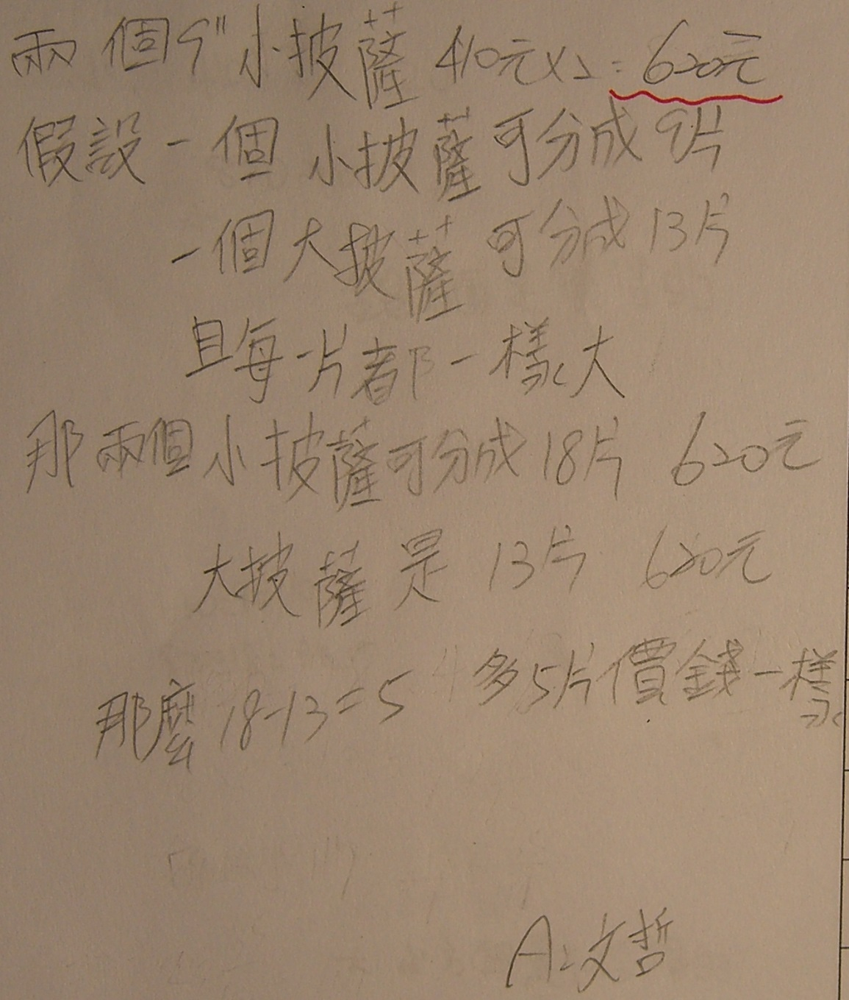 兩個9"小披薩 410元×2=620元
假設一個小披薩可分成9片
一個大披薩可分成13片
且每一片都一樣大
那兩個小披薩可分成18片 620元
大披薩是13片 620元
那麼18-13=5 多5片價錢一樣
A:文哲